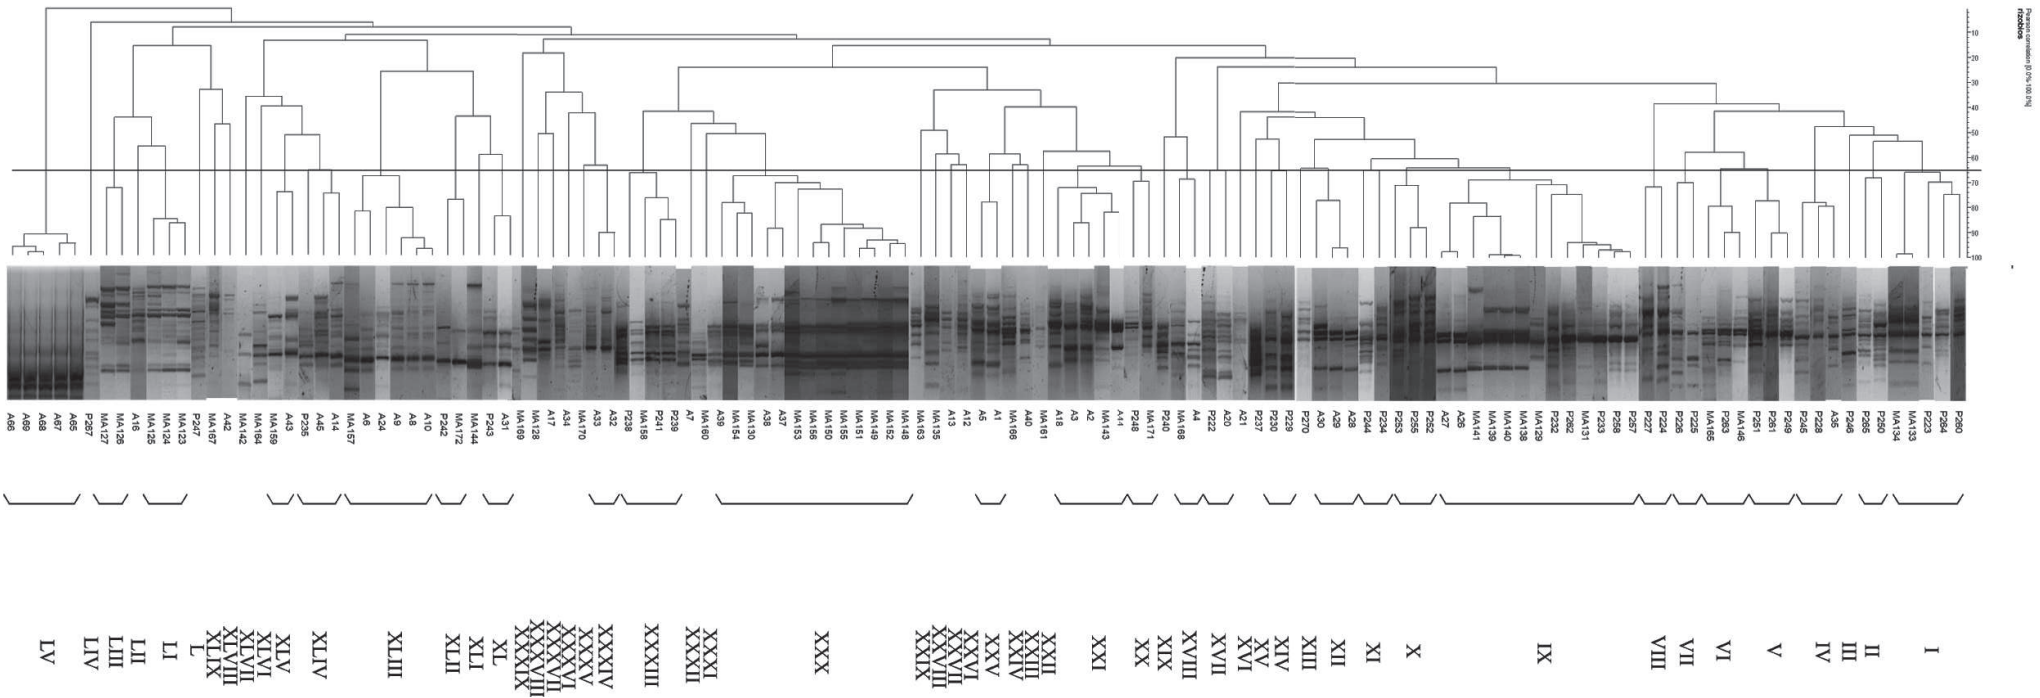 Pearson correlation [0.0%-100.0%]
rizobios
10
20
30
40
50
60
70
80
90
100
P260
P264
P223
MA133
MA134
P250
P265
P246
A35
P228
P245
P249
P261
P251
MA146
P263
MA165
P225
P226
P224
P227
P257
P258
P233
MA131
P262
P232
MA129
MA138
MA140
MA139
MA141
A26
A27
P252
P255
P253
P234
P244
A28
A29
A30
P270
P229
P230
P237
A21
A20
P222
A4
MA168
P240
MA171
P248
MA143
A2
A3
A18
MA161
A40
MA166
A1
A5
A12
A13
MA135
MA163
MA148
MA152
MA149
MA151
MA155
MA150
MA156
MA153
A37
A38
MA130
MA154
A39
MA160
A7
P239
P241
MA158
P238
A32
A33
MA170
A34
A17
MA128
MA169
A31
P243
MA144
MA172
P242
A10
A8
A9
A24
A6
MA157
A14
A45
P235
A43
MA159
MA164
MA142
A42
MA167
P247
MA123
MA124
MA125
A16
MA126
MA127
P267
A65
A67
A68
A69
A66
I
II
III
IV
V
VI
VII
VIII
IX
X
XI
XII
XIII
XIV
XV
XVI
XVII
XVIII
XIX
XX
XXI
XXII
XXIII
XXIV
XXV
XXVI
XXVII
XXVIII
XXIX
XXX
XXXI
XXXII
XXXIII
XXXIV
XXXV
XXXVI
XXXVII
XXXVIII
XXXIX
XL
XLI
XLII
XLIII
XLIV
XLV
XLVI
XLVII
XLVIII
XLIX
L
LI
LII
LIII
LIV
LV